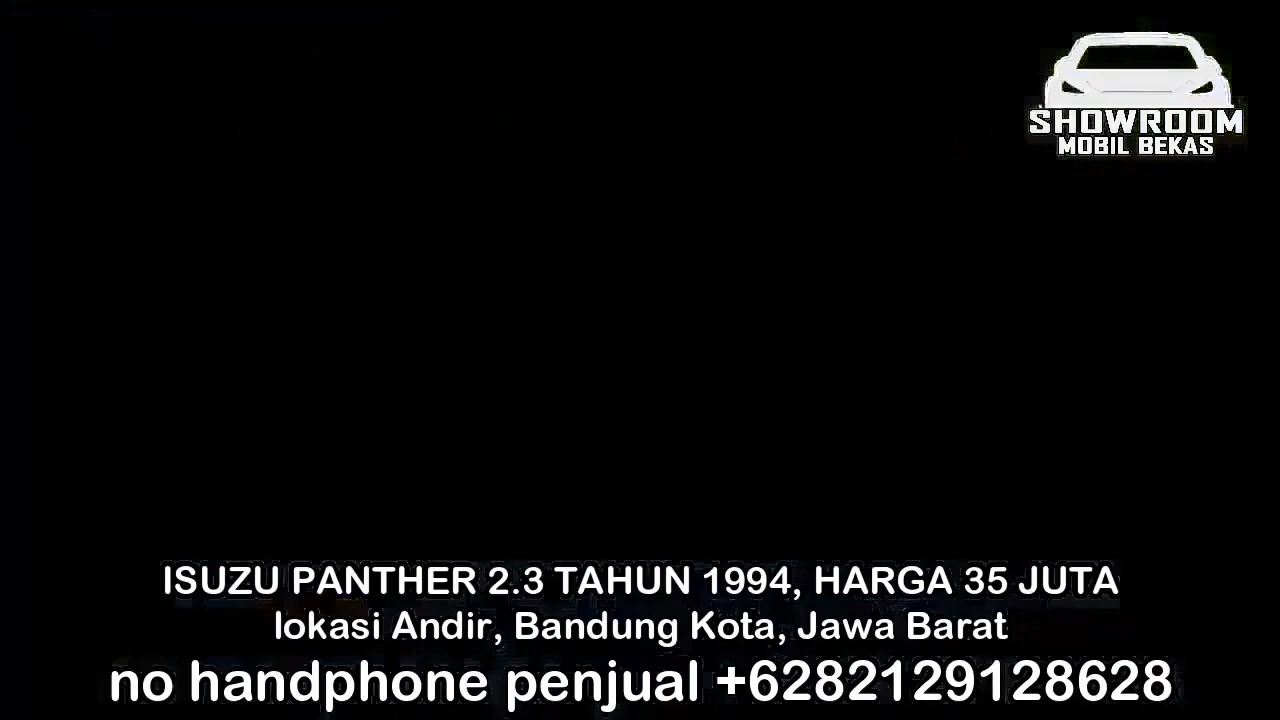 SHOWROOM
MOBIL BEKAS
ISUZU PANTHER 2.3 TAHUN 1994, HARGA 35 JUTA
lokasi Andir, Bandung Kota, Jawa Barat
no handphone penjual +6282129128628